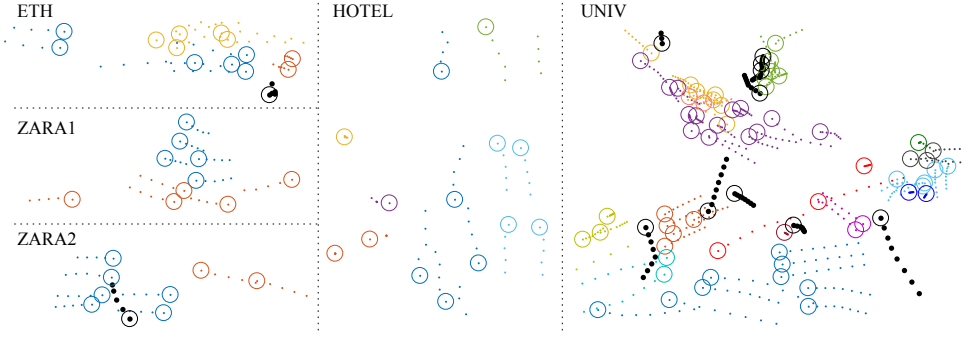 ETH
HOTEL
UNIV
ZARA1
ZARA2